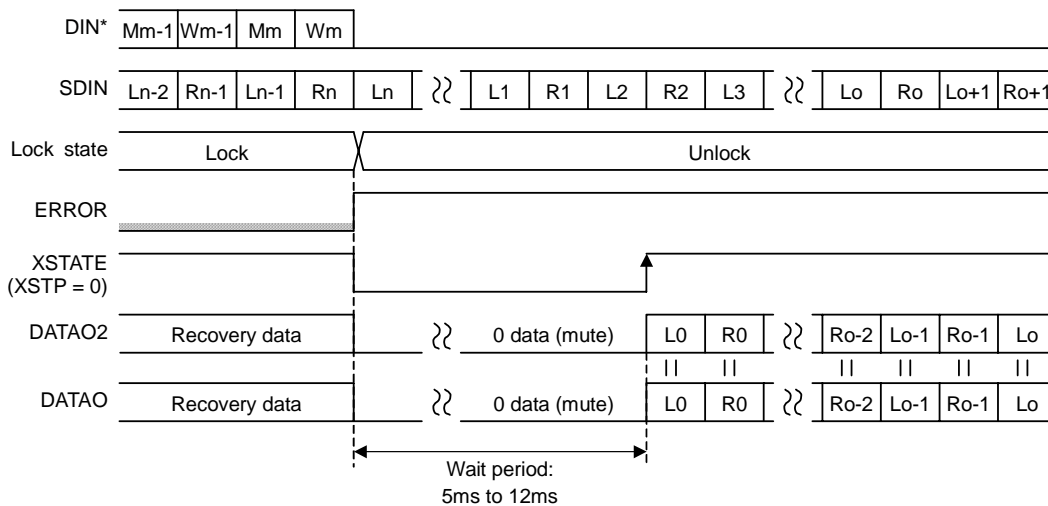 DIN* Mm-1 Wm-1 Mm Wm
SDIN Ln-2 Rn-1 Ln-1 Rn Ln L1 R1 L2 R2 L3 Lo Ro Lo+1 Ro+1
Lock state Lock Unlock
ERROR
XSTATE
(XSTP = 0)
DATAO2 Recovery data 0 data (mute) L0 R0 Ro-2 Lo-1 Ro-1 Lo
DATAO Recovery data 0 data (mute) L0 R0 Ro-2 Lo-1 Ro-1 Lo
Wait period:
5ms to 12ms